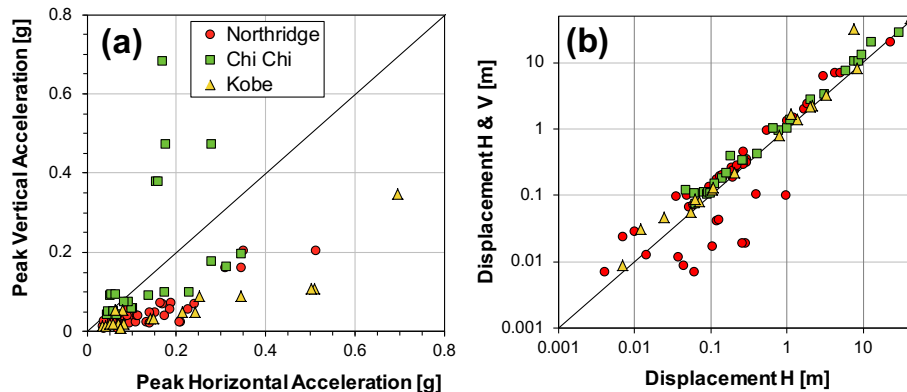 (a)
Northridge
Chi Chi
Kobe
Peak Vertical Acceleration [g]
0.8
0.6
0.4
0.2
0
0 0.2 0.4 0.6 0.8
Peak Horizontal Acceleration [g]
(b)
Displacement H & V [m]
10
1
0.1
0.01
0.001
0.001 0.01 0.1 1 10
Displacement H [m]